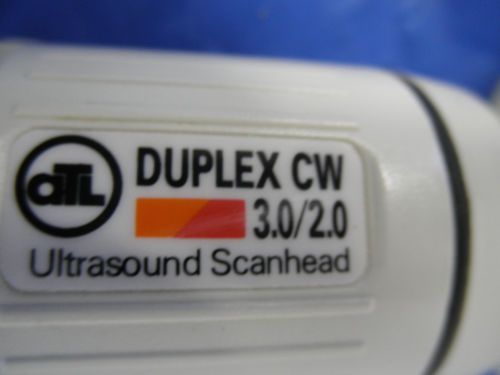 ATL
DUPLEX CW
3.0/2.0
Ultrasound Scanhead